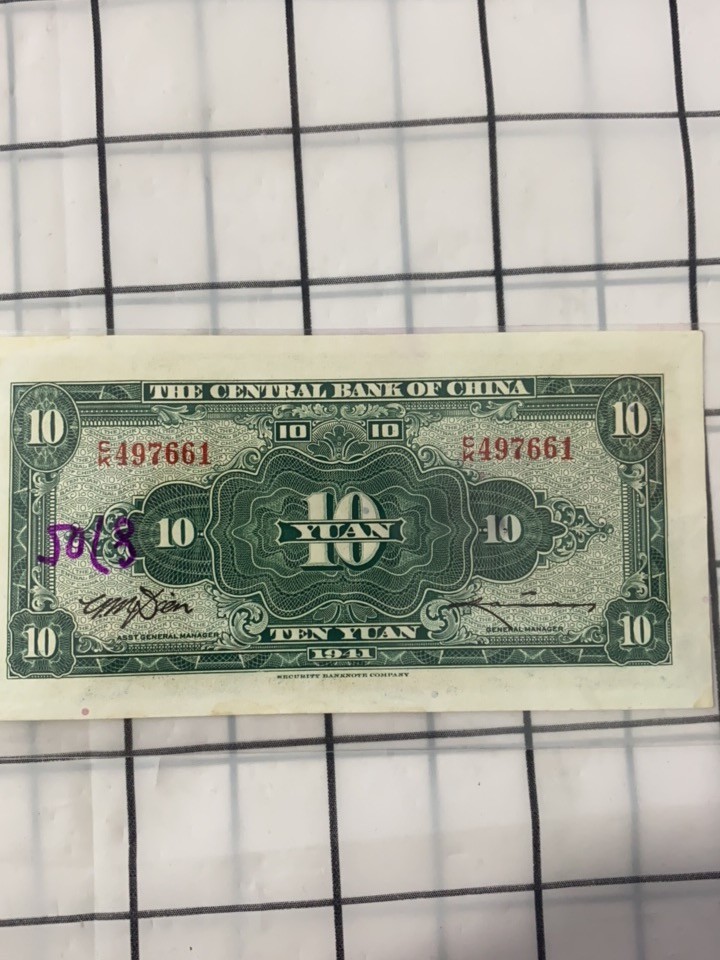 THE CENTRAL BANK OF CHINA
10 10
10 10
C/K497661 C/K497661
10 10 YUAN 10
5018
ASST GENERAL MANAGER GENERAL MANAGER
10 TEN YUAN 10
1941
SECURITY BANKNOTE COMPANY